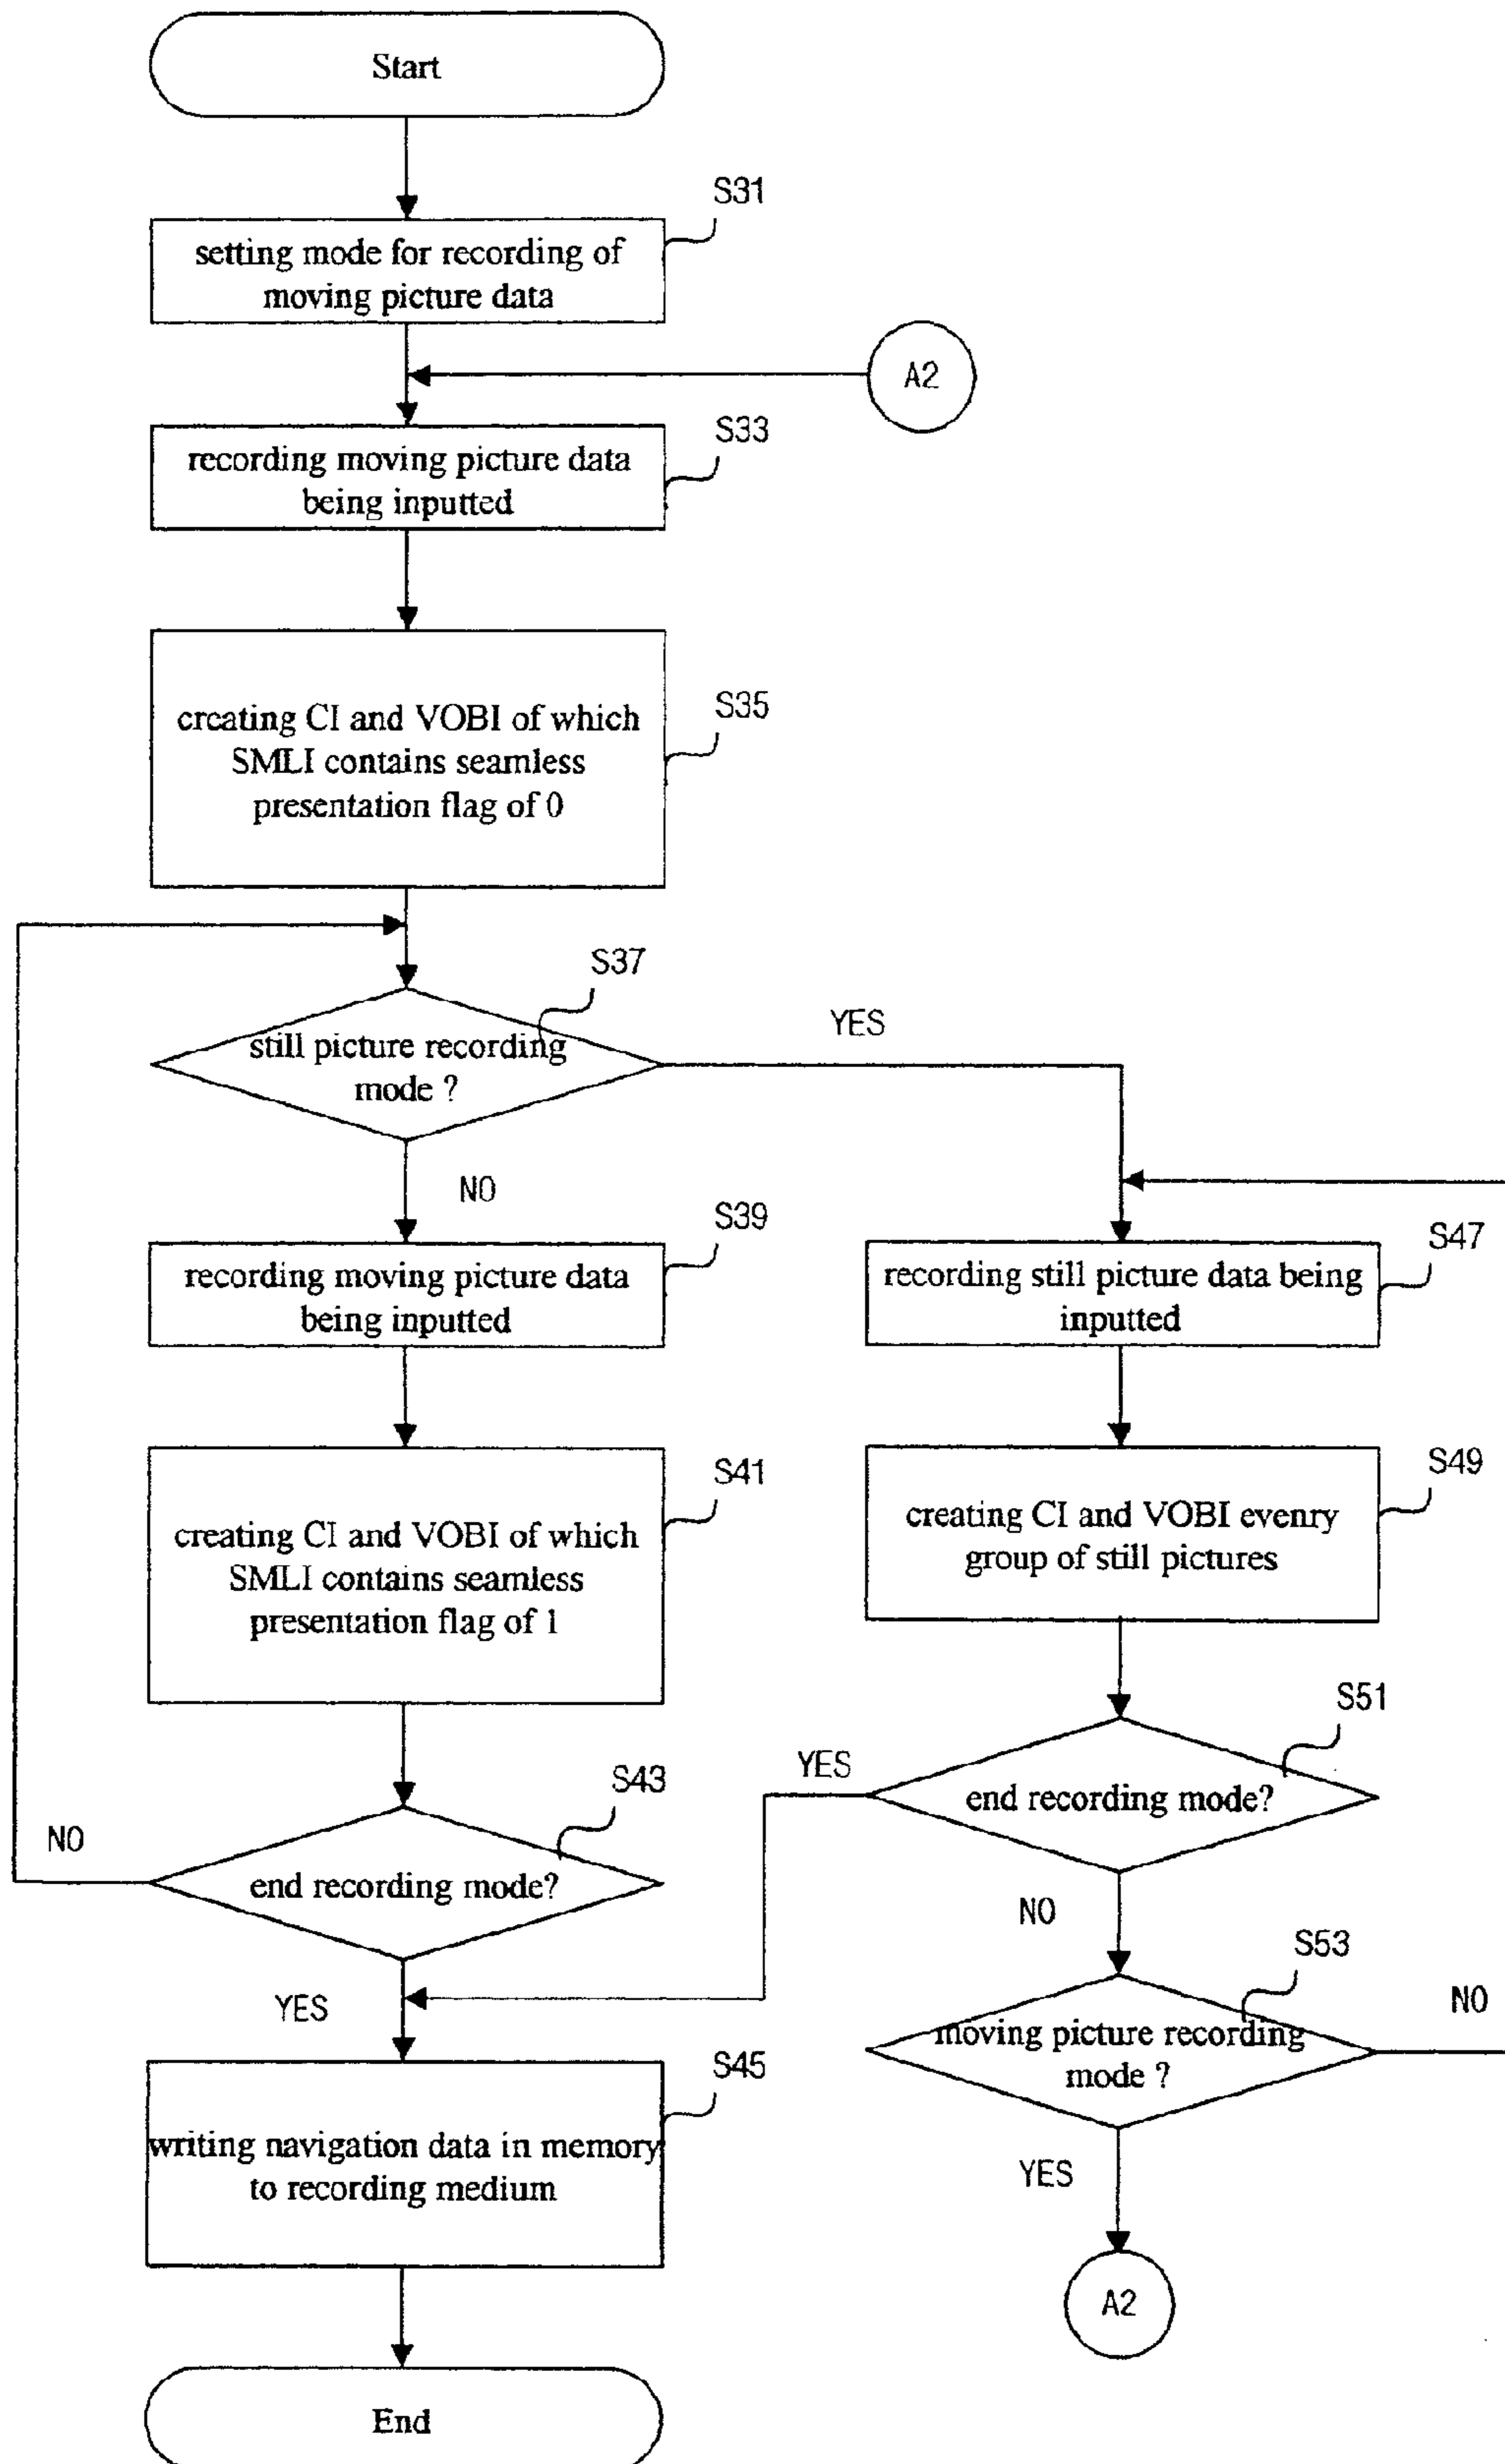 Start
S31
setting mode for recording of
moving picture data
A2
S33
recording moving picture data
being inputted
S35
creating CI and VOBI of which
SMLI contains seamless
presentation flag of 0
S37
still picture recording
mode ?
YES
NO
S39
recording moving picture data
being inputted
S47
recording still picture data being
inputted
S41
creating CI and VOBI of which
SMLI contains seamless
presentation flag of 1
S49
creating CI and VOBI evenry
group of still pictures
S43
end recording mode?
NO
YES
S51
end recording mode?
YES
NO
S53
moving picture recording
mode ?
NO
YES
A2
S45
writing navigation data in memory
to recording medium
End